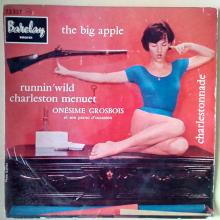 Barclay
the big apple
runnin'wild
charleston menuet
ONÉSIME GROSBOIS
et son piano d'occasion
charlestonnade